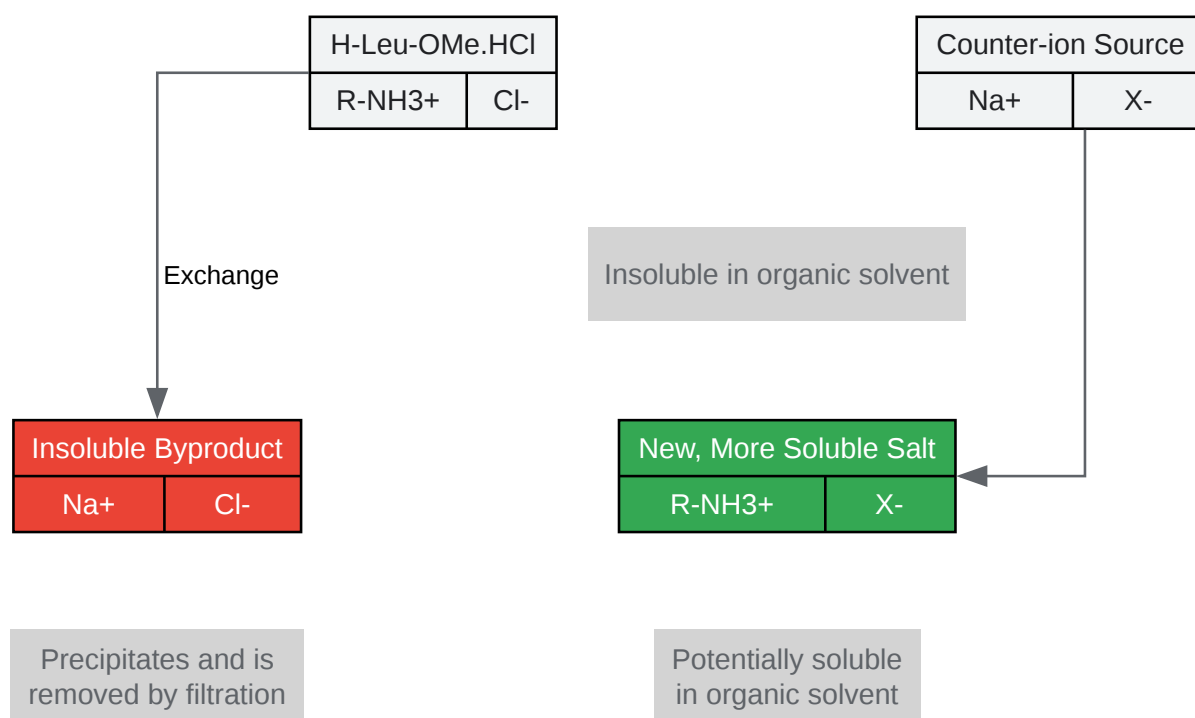 H-Leu-OMe.HCl
R-NH3+ Cl-
Counter-ion Source
Na+ X-
Insoluble in organic solvent
Exchange
Insoluble Byproduct
Na+ Cl-
New, More Soluble Salt
R-NH3+ X-
Precipitates and is
removed by filtration
Potentially soluble
in organic solvent